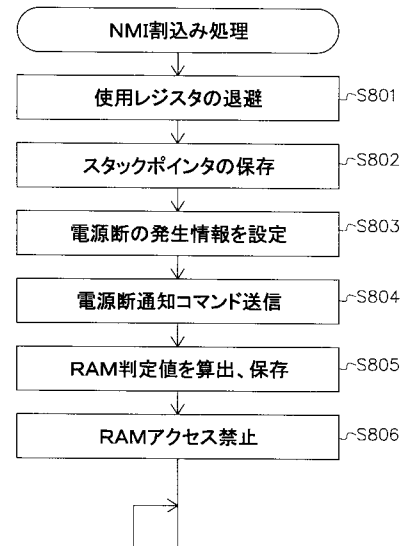 NMI割込み処理
使用レジスタの退避 S801
スタックポインタの保存 S802
電源断の発生情報を設定 S803
電源断通知コマンド送信 S804
RAM判定値を算出、保存 S805
RAMアクセス禁止 S806